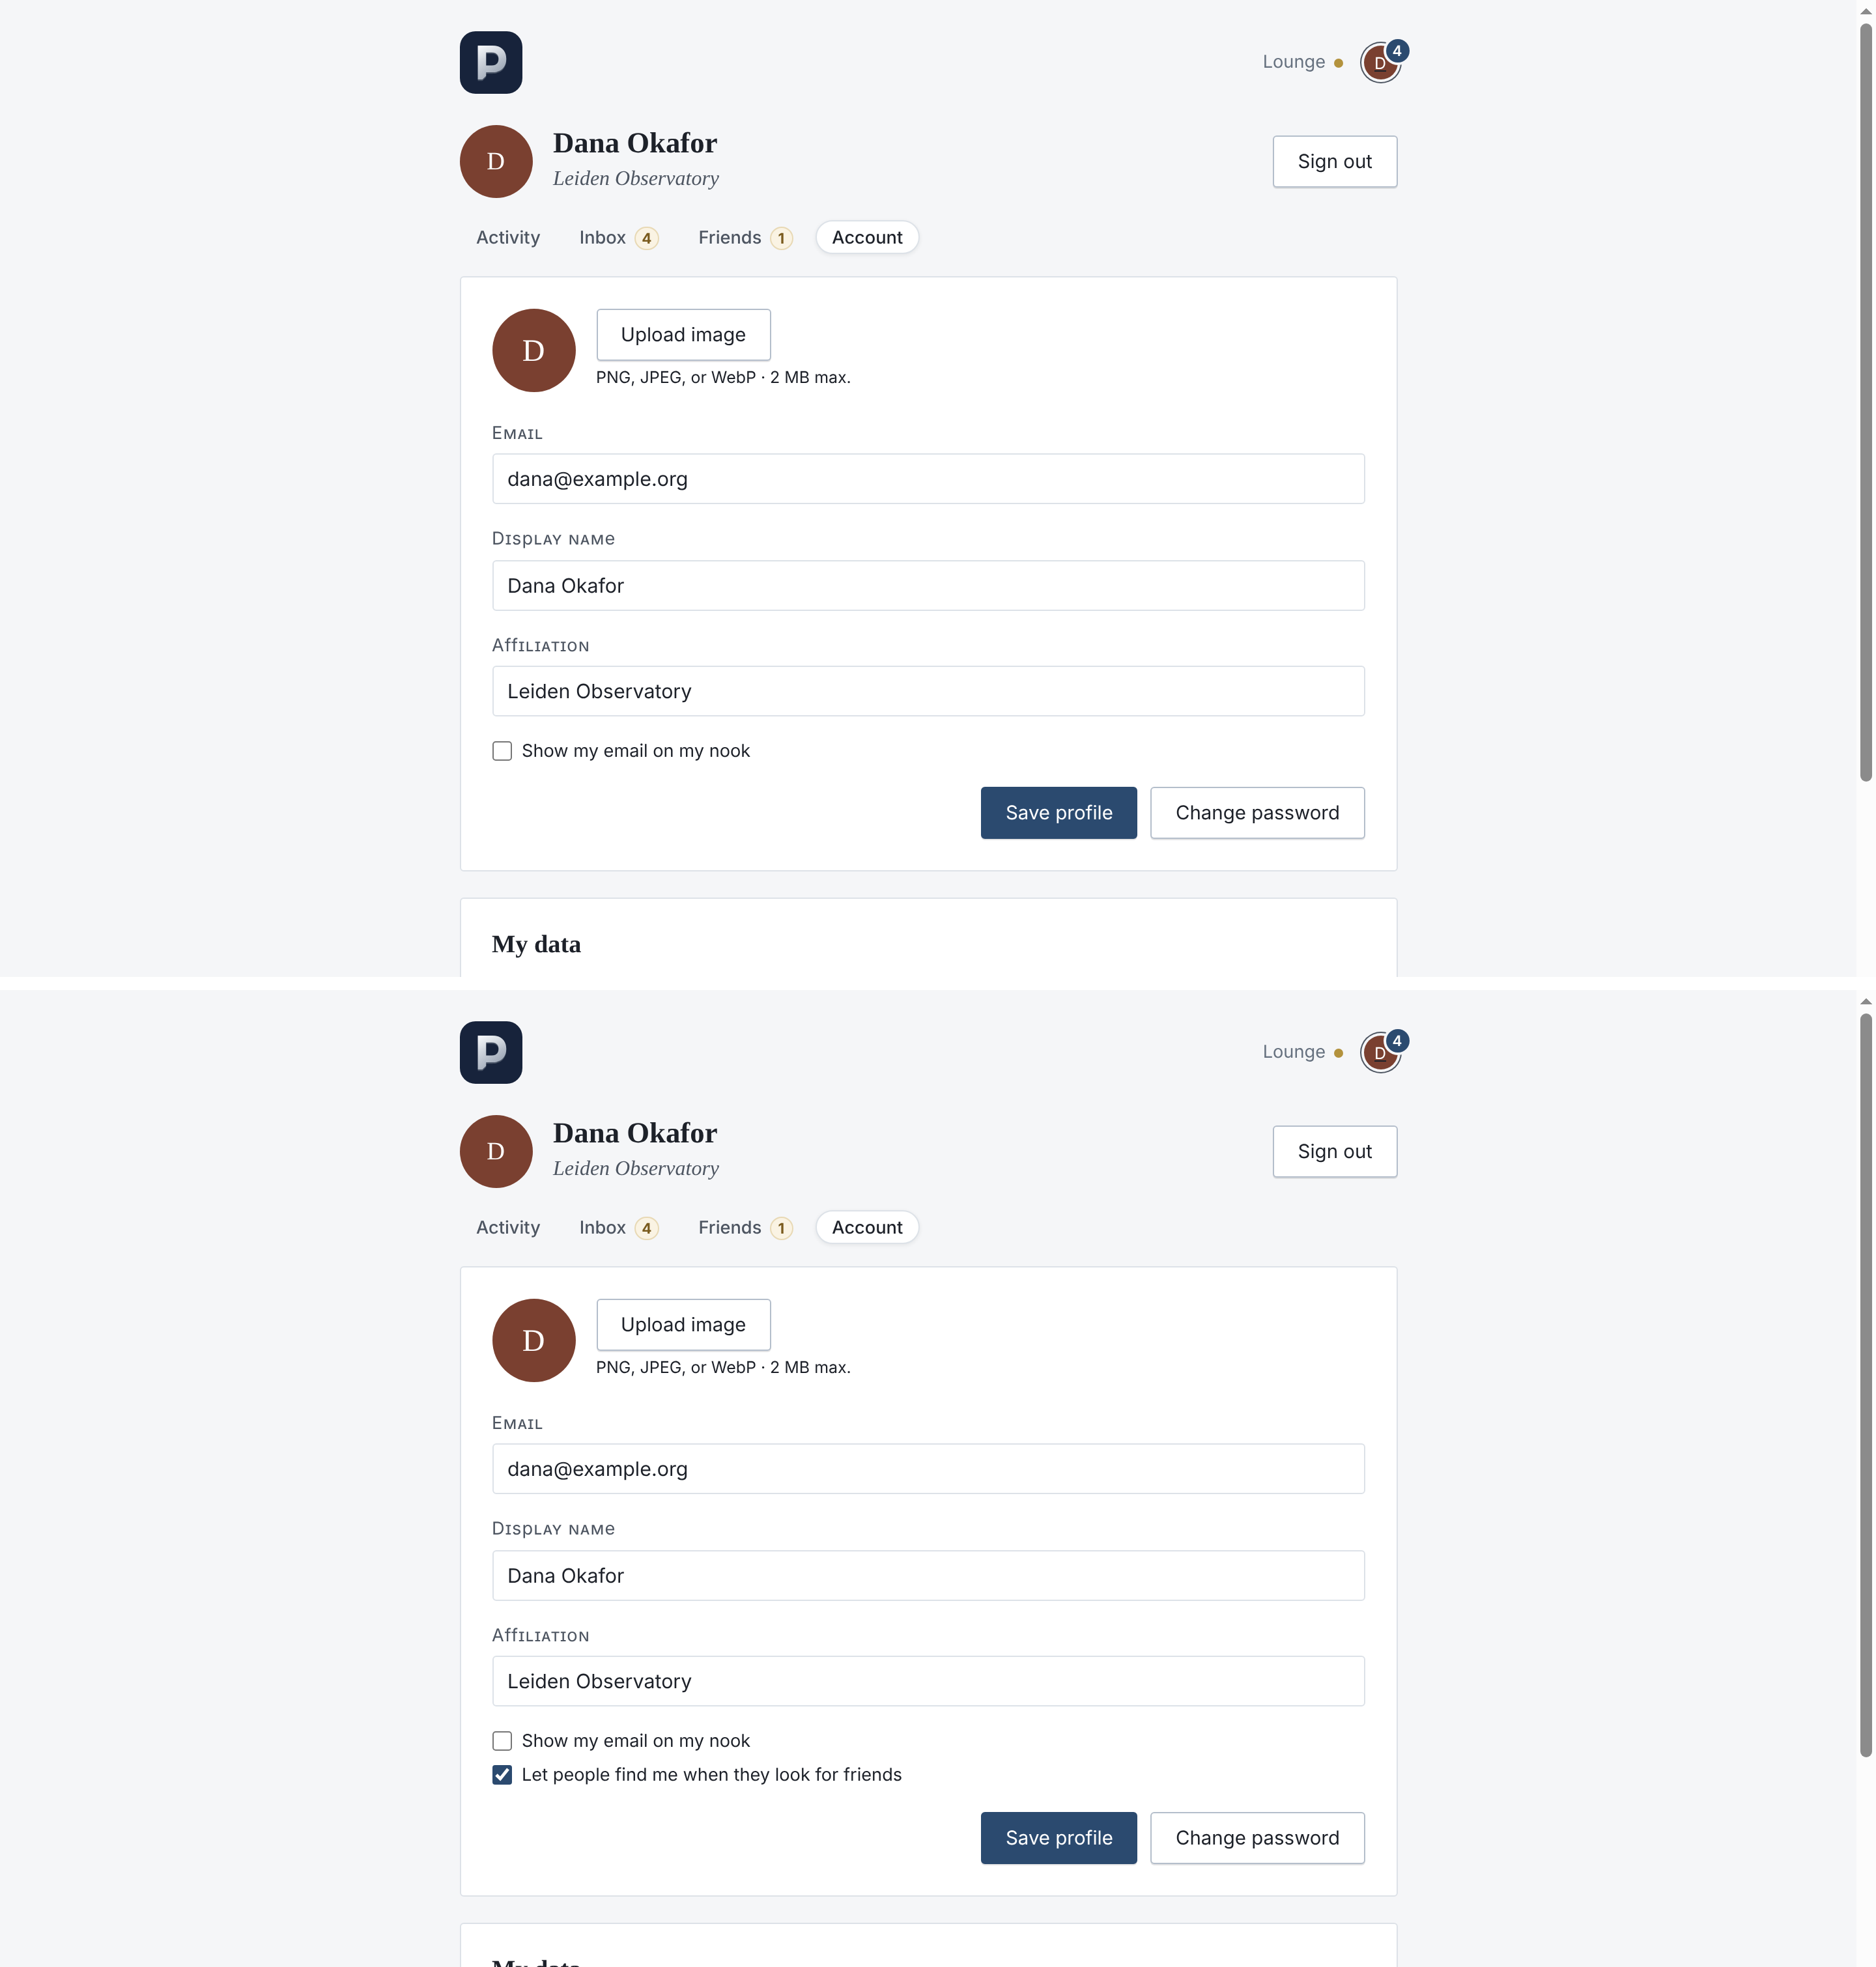 P
Lounge
D
4
D
Dana Okafor
Leiden Observatory
Sign out
Activity Inbox 4 Friends 1 Account
D
Upload image
PNG, JPEG, or WebP · 2 MB max.
Email
dana@example.org
Display name
Dana Okafor
Affiliation
Leiden Observatory
Show my email on my nook
Save profile Change password
My data
P
Lounge
D
4
D
Dana Okafor
Leiden Observatory
Sign out
Activity Inbox 4 Friends 1 Account
D
Upload image
PNG, JPEG, or WebP · 2 MB max.
Email
dana@example.org
Display name
Dana Okafor
Affiliation
Leiden Observatory
Show my email on my nook
Let people find me when they look for friends
Save profile Change password
My data